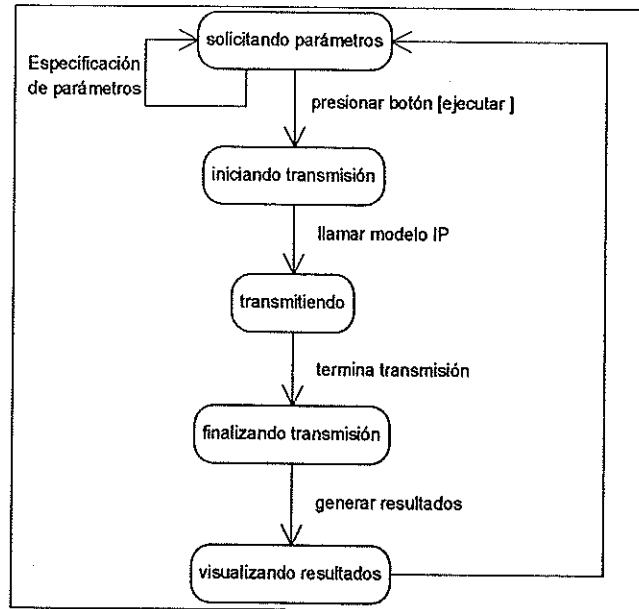 solicitando parámetros
Especificación
de parámetros
presionar botón [ejecutar ]
iniciando transmisión
llamar modelo IP
transmitiendo
termina transmisión
finalizando transmisión
generar resultados
visualizando resultados